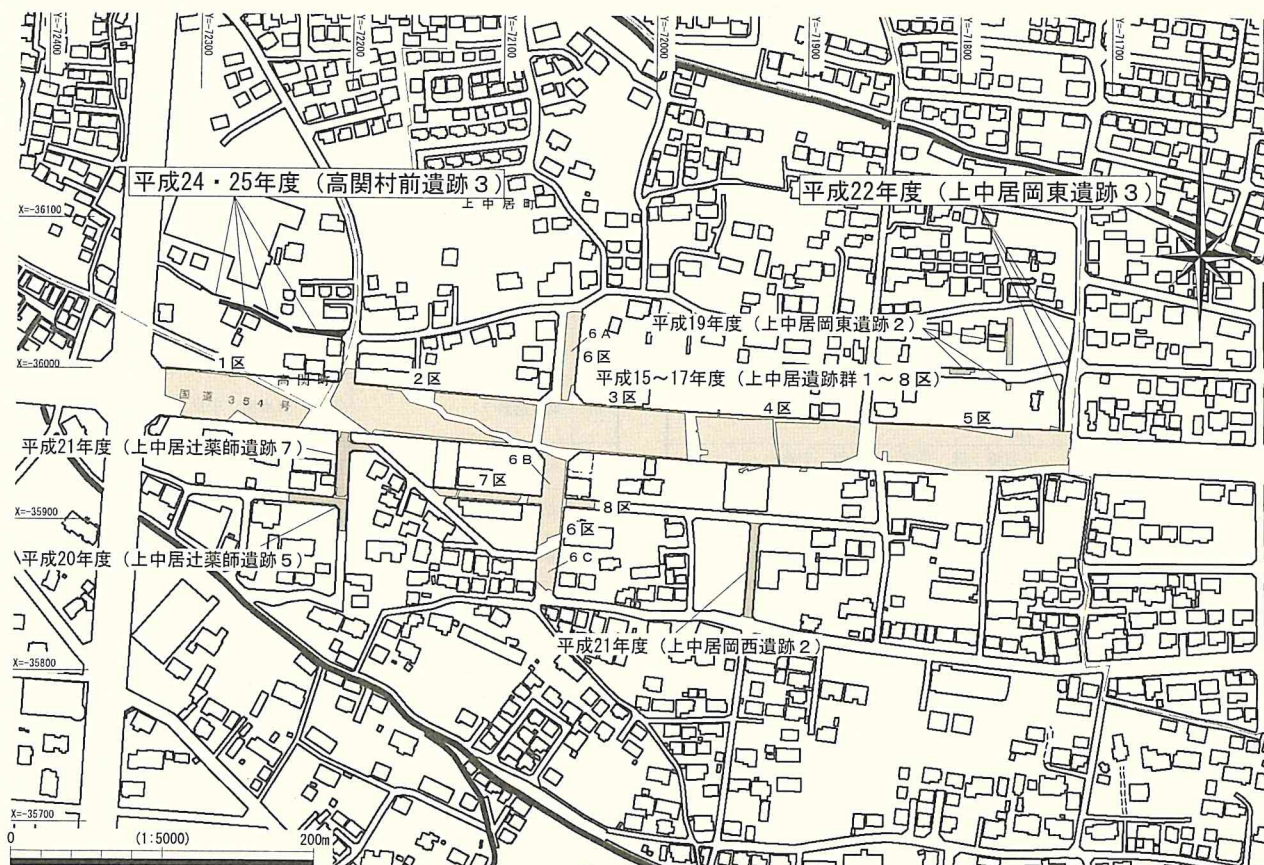 Y=-72400
Y=-72300
Y=-72200
Y=-72100
Y=-72000
Y=-71900
Y=-71800
Y=-71700
平成24・25年度（高関村前遺跡３）
平成22年度（上中居岡東遺跡３）
上中居町
X=-36100
平成19年度（上中居岡東遺跡２）
6A
6区
X=-36000
1区
高関町
2区
平成15～17年度（上中居遺跡群１～８区）
3区
4区
5区
国道354号
平成21年度（上中居辻薬師遺跡７）
6B
7区
8区
X=-35900
6区
6C
平成20年度（上中居辻薬師遺跡５）
平成21年度（上中居岡西遺跡２）
X=-35800
X=-35700
0
(1:5000)
200m